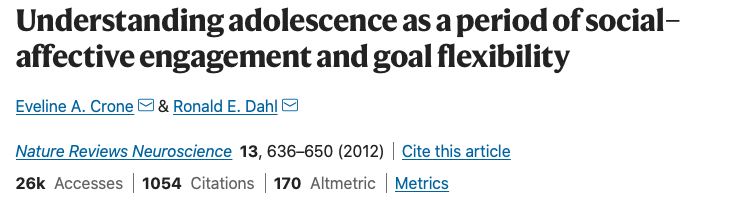 Understanding adolescence as a period of social–
affective engagement and goal flexibility
Eveline A. Crone & Ronald E. Dahl
Nature Reviews Neuroscience 13, 636–650 (2012) | Cite this article
26k Accesses | 1054 Citations | 170 Altmetric | Metrics